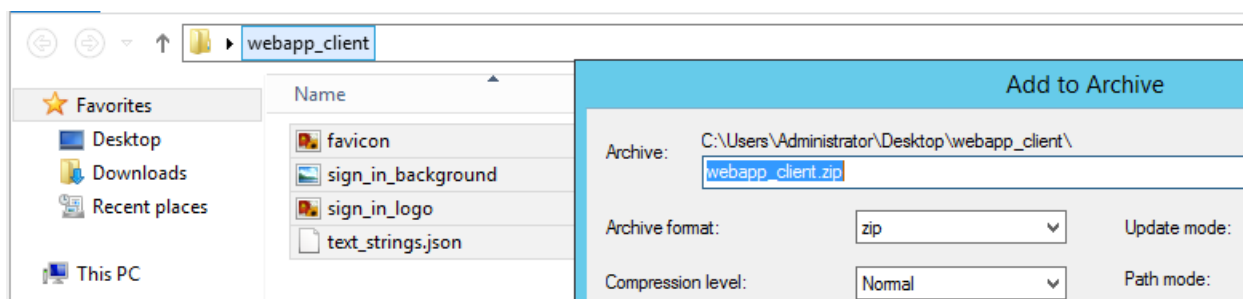 webapp_client
Add to Archive
Favorites
Desktop
Downloads
Recent places
This PC
Name
favicon
sign_in_background
sign_in_logo
text_strings.json
Archive:
C:\Users\Administrator\Desktop\webapp_client\
webapp_client.zip
Archive format:
zip
Update mode:
Compression level:
Normal
Path mode: